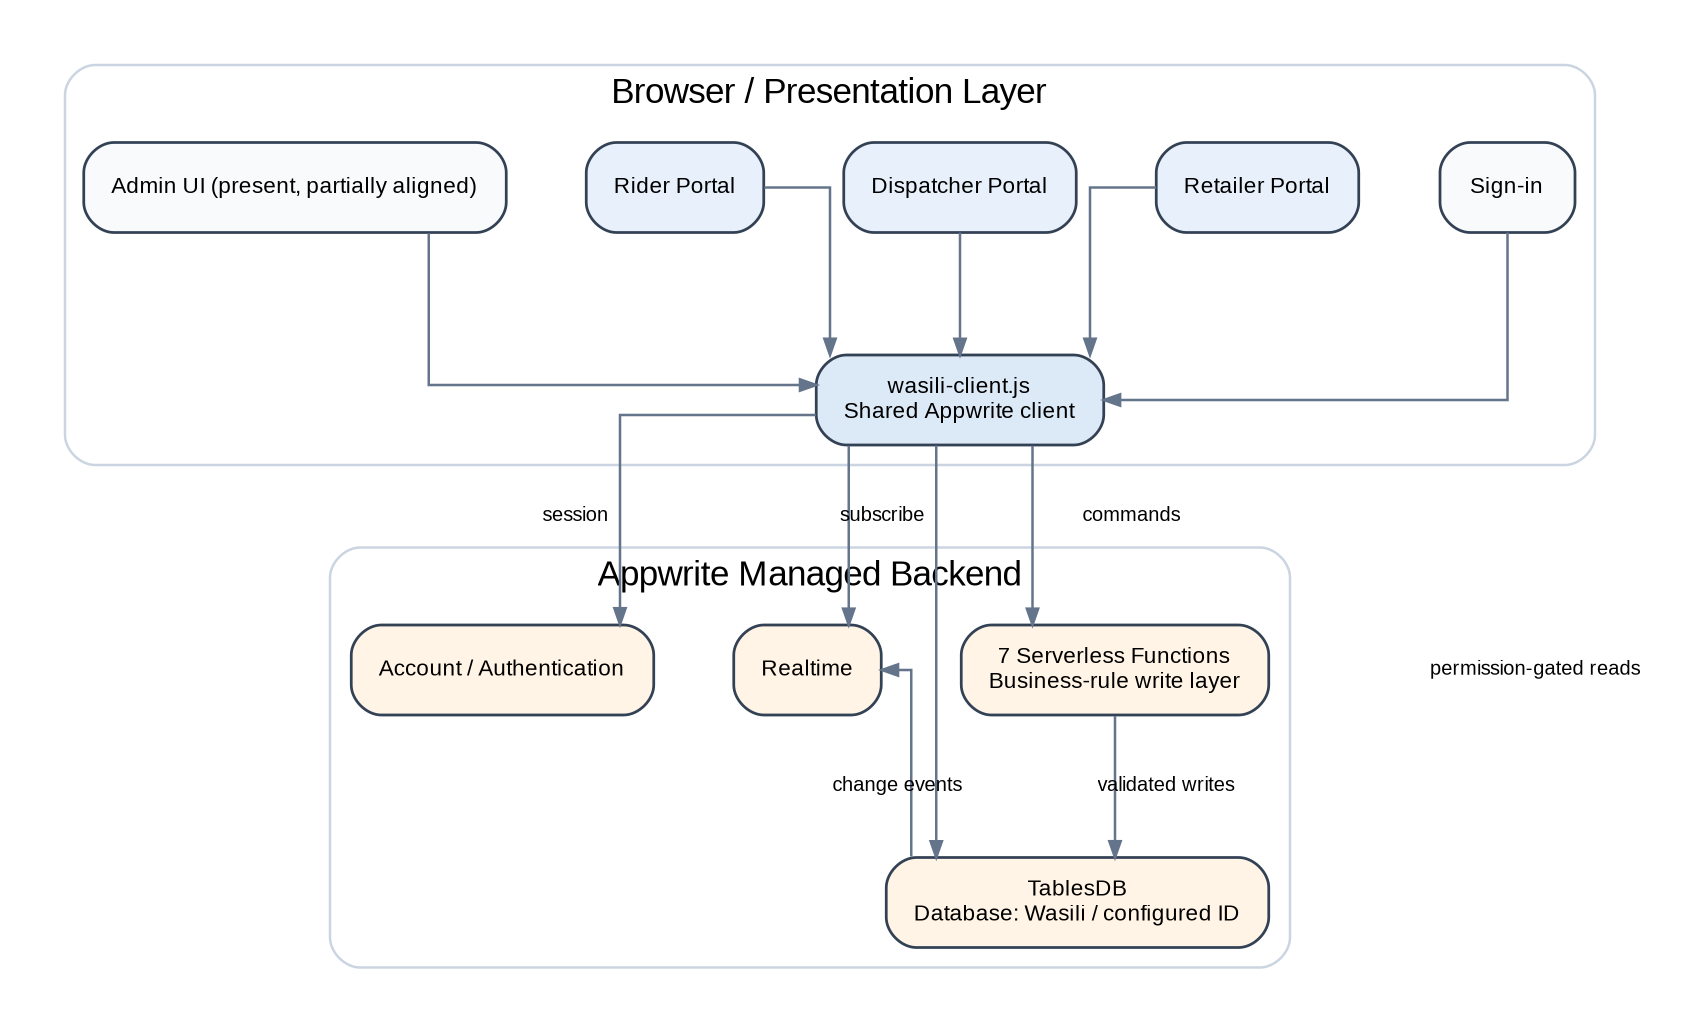 Browser / Presentation Layer
Admin UI (present, partially aligned)
Rider Portal
Dispatcher Portal
Retailer Portal
Sign-in
wasili-client.js
Shared Appwrite client
session
subscribe
commands
Appwrite Managed Backend
Account / Authentication
Realtime
7 Serverless Functions
Business-rule write layer
permission-gated reads
change events
validated writes
TablesDB
Database: Wasili / configured ID